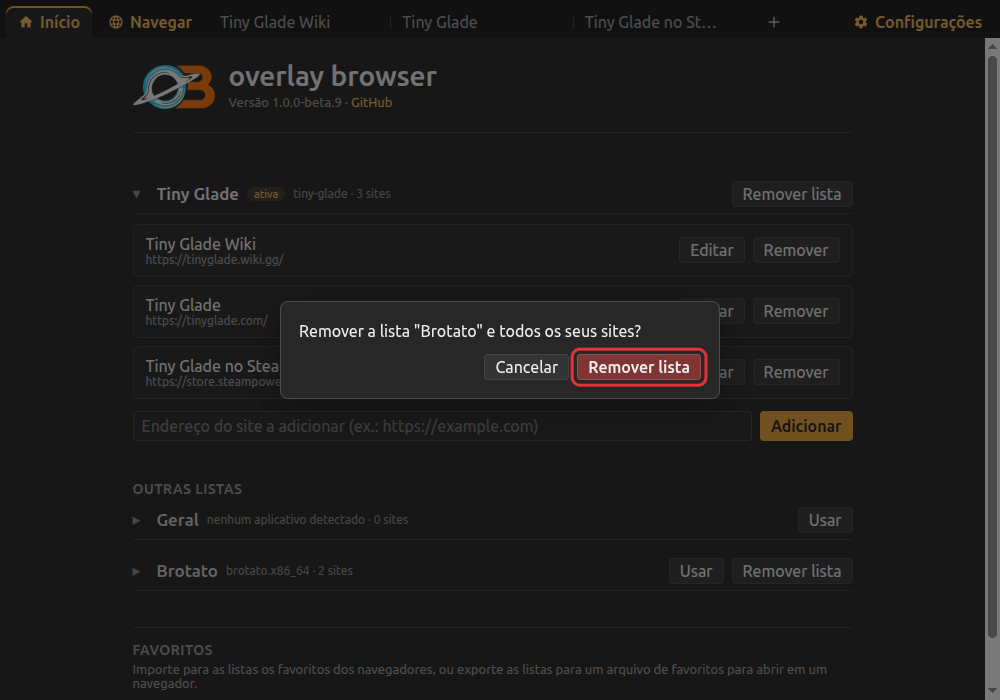 Início
Navegar
Tiny Glade Wiki
Tiny Glade
Tiny Glade no St…
+
Configurações
overlay browser
Versão 1.0.0-beta.9 · GitHub
Tiny Glade ativa tiny-glade · 3 sites
Remover lista
Tiny Glade Wiki
https://tinyglade.wiki.gg/
Editar Remover
Tiny Glade
https://tinyglade.com/
ar Remover
Remover a lista "Brotato" e todos os seus sites?
Cancelar Remover lista
Tiny Glade no Stea
https://store.steampowe
ar Remover
Endereço do site a adicionar (ex.: https://example.com)
Adicionar
OUTRAS LISTAS
Geral nenhum aplicativo detectado · 0 sites
Usar
Brotato brotato.x86_64 · 2 sites
Usar Remover lista
FAVORITOS
Importe para as listas os favoritos dos navegadores, ou exporte as listas para um arquivo de favoritos para abrir em um
navegador.